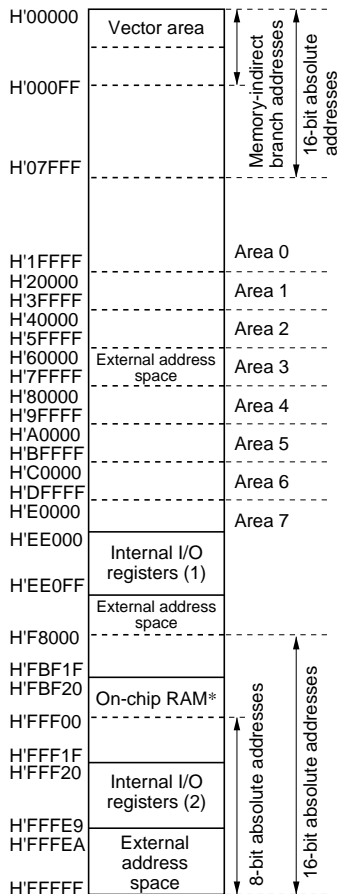 H'00000
Vector area
H'000FF
Memory-indirect
branch addresses
16-bit absolute
addresses
H'07FFF
H'1FFFF
Area 0
H'20000
Area 1
H'3FFFF
H'40000
Area 2
H'5FFFF
H'60000
External address
space
Area 3
H'7FFFF
H'80000
Area 4
H'9FFFF
H'A0000
Area 5
H'BFFFF
H'C0000
Area 6
H'DFFFF
H'E0000
Area 7
H'EE000
Internal I/O
registers (1)
H'EE0FF
External address
space
H'F8000
H'FBF1F
H'FBF20
On-chip RAM*
H'FFF00
H'FFF1F
H'FFF20
Internal I/O
registers (2)
8-bit absolute addresses
16-bit absolute addresses
H'FFFE9
H'FFFEA
External
address
space
H'FFFFF